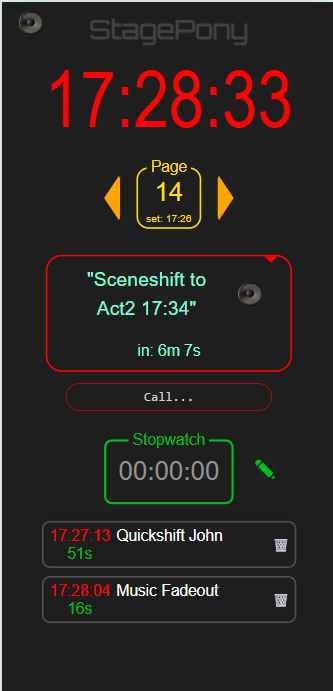 StagePony
17:28:33
Page
14
set: 17:26
"Sceneshift to
Act2 17:34"
in: 6m 7s
Call...
Stopwatch
00:00:00
17:27:13 Quickshift John
51s
17:28:04 Music Fadeout
16s